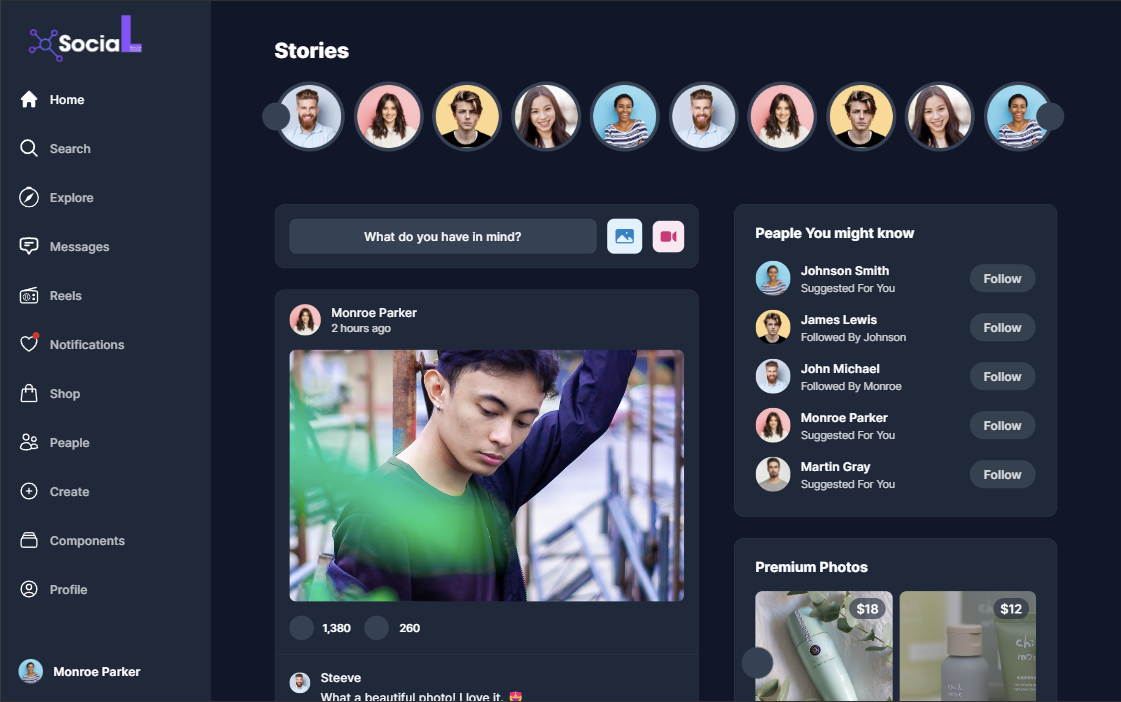 Social
Home
Search
Explore
Messages
Reels
Notifications
Shop
Peaple
Create
Components
Profile
Monroe Parker
Stories
What do you have in mind?
Monroe Parker
2 hours ago
1,380
260
Steeve
What a beautiful photo! I love it. 😍
Peaple You might know
Johnson Smith
Suggested For You
Follow
James Lewis
Followed By Johnson
Follow
John Michael
Followed By Monroe
Follow
Monroe Parker
Suggested For You
Follow
Martin Gray
Suggested For You
Follow
Premium Photos
$18
$12